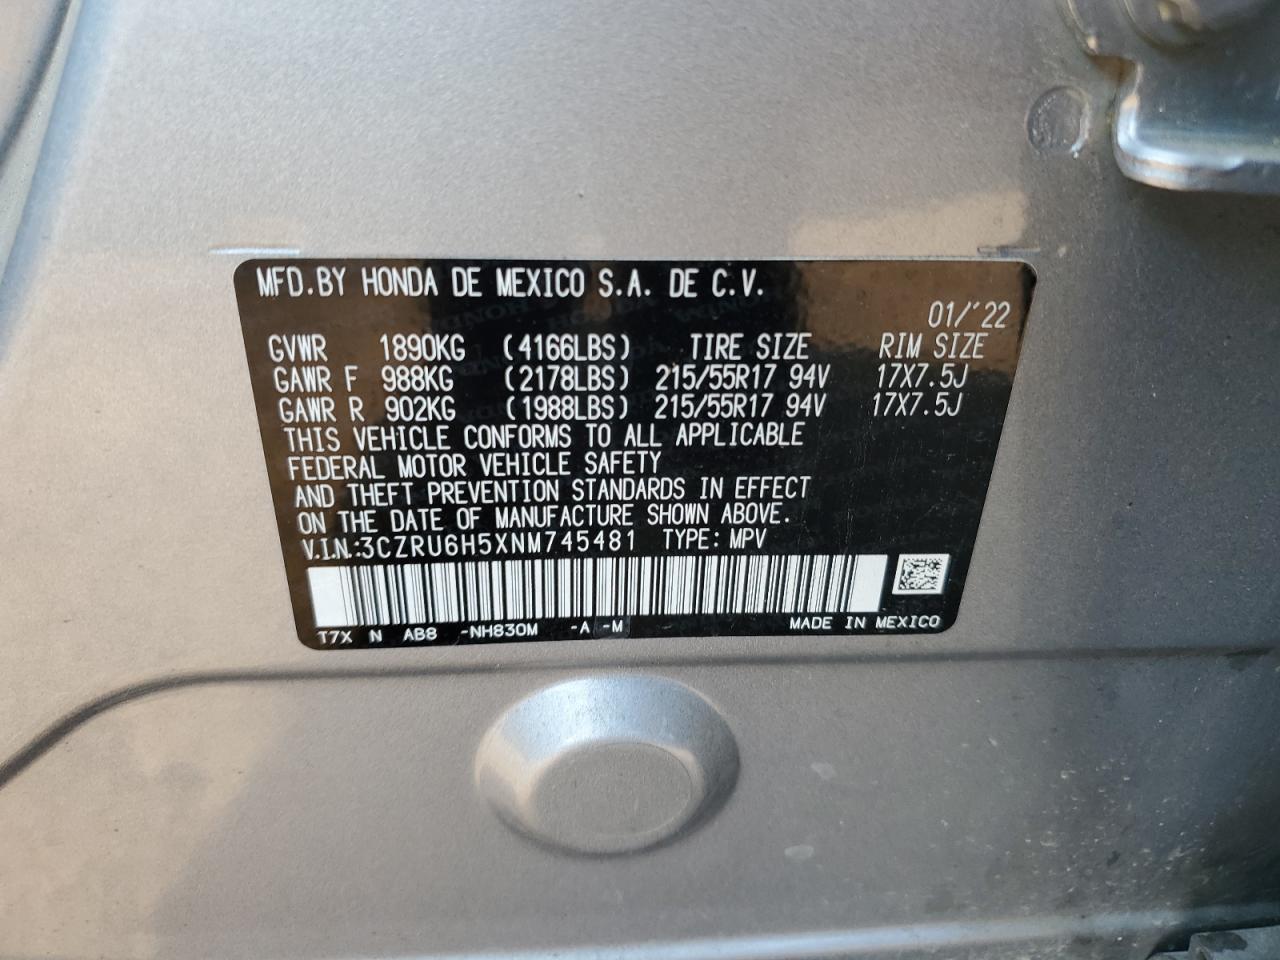 MFD.BY HONDA DE MEXICO S.A. DE C.V.
01/'22
GVWR 1890KG (4166LBS) TIRE SIZE RIM SIZE
GAWR F 988KG (2178LBS) 215/55R17 94V 17X7.5J
GAWR R 902KG (1988LBS) 215/55R17 94V 17X7.5J
THIS VEHICLE CONFORMS TO ALL APPLICABLE
FEDERAL MOTOR VEHICLE SAFETY
AND THEFT PREVENTION STANDARDS IN EFFECT
ON THE DATE OF MANUFACTURE SHOWN ABOVE.
V.I.N.:3CZRU6H5XNM745481 TYPE: MPV
T7X N AB8 -NH830M -A -M MADE IN MEXICO